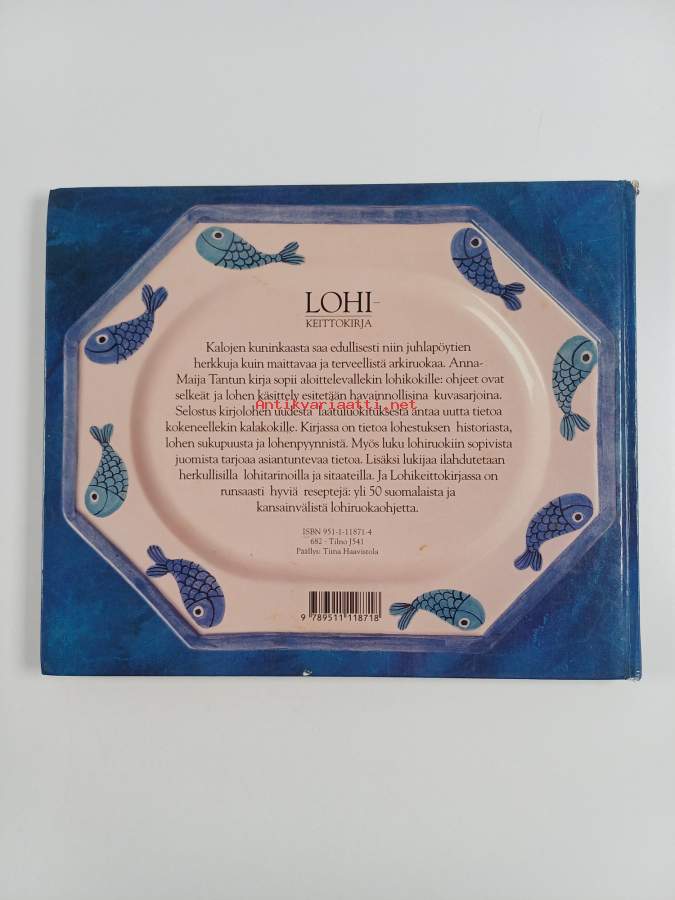 LOHI-
KEITTOKIRJA
Kalojen kuninkaasta saa edullisesti niin juhlapöytien
herkkuja kuin maittavaa ja terveellistä arkiruokaa. Anna-
Maija Tantun kirja sopii aloittelevallekin lohikokille: ohjeet ovat
selkeät ja lohen käsittely esitetään havainnollisina kuvasarjoina.
Antikvariaatti.net
Selostus kirjolohen uudesta laatuluokituksesta antaa uutta tietoa
kokeneellekin kalakokille. Kirjassa on tietoa lohestuksen historiasta,
lohen sukupuusta ja lohenpyynnistä. Myös luku lohiruokiin sopivista
juomista tarjoaa asiantuntevaa tietoa. Lisäksi lukijaa ilahdutetaan
herkullisilla lohitarinoilla ja sitaateilla. Ja Lohikeittokirjassa on
runsaasti hyviä reseptejä: yli 50 suomalaista ja
kansainvälistä lohiruokaohjetta.
ISBN 951-1-11871-4
682 - Tilno J541
Päällys: Tiina Haavistola
9 789511 118718